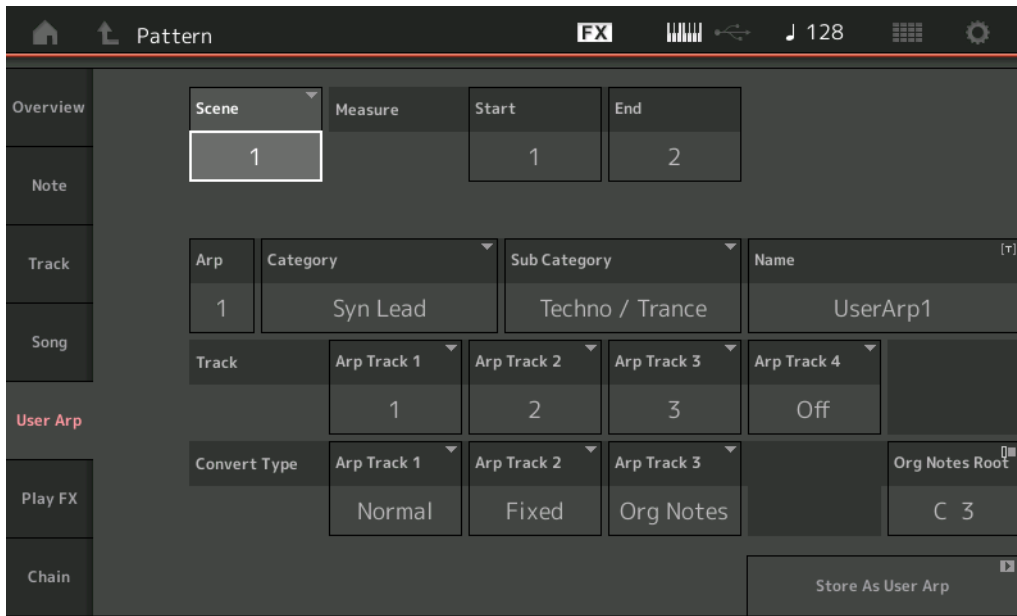 Pattern FX ♩ 128
Overview
Note
Track
Song
User Arp
Play FX
Chain
Scene Measure Start End
1 1 2
Arp Category Sub Category Name [T]
1 Syn Lead Techno / Trance UserArp1
Track Arp Track 1 Arp Track 2 Arp Track 3 Arp Track 4
1 2 3 Off
Convert Type Arp Track 1 Arp Track 2 Arp Track 3 Org Notes Root
Normal Fixed Org Notes C 3
Store As User Arp